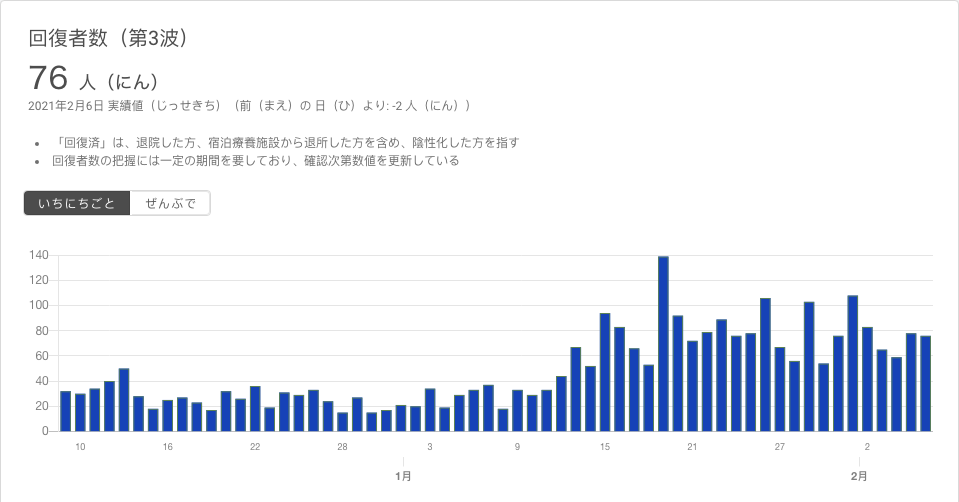 回復者数（第3波）
76 人（にん）
2021年2月6日 実績値（じっせきち）（前（まえ）の 日（ひ）より: -2 人（にん））
• 「回復済」は、退院した方、宿泊療養施設から退所した方を含め、陰性化した方を指す
• 回復者数の把握には一定の期間を要しており、確認次第数値を更新している
いちにちごと ぜんぶで
140
120
100
80
60
40
20
0
10 16 22 28 3 9 15 21 27 2
1月 2月